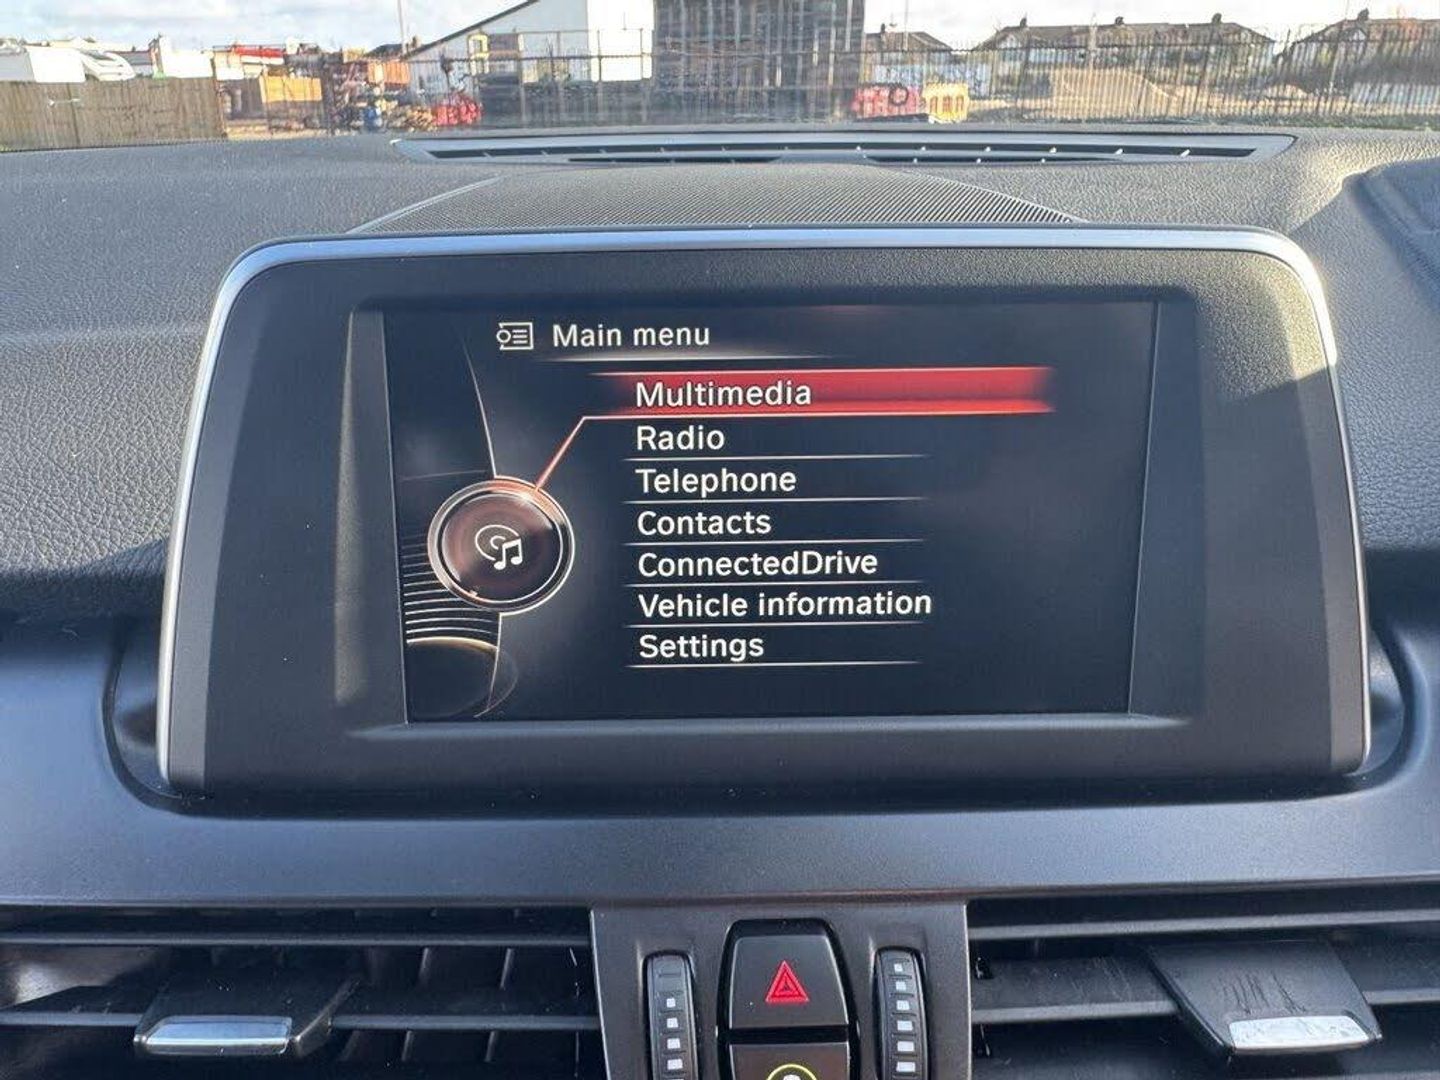 Main menu
Multimedia
Radio
Telephone
Contacts
ConnectedDrive
Vehicle information
Settings